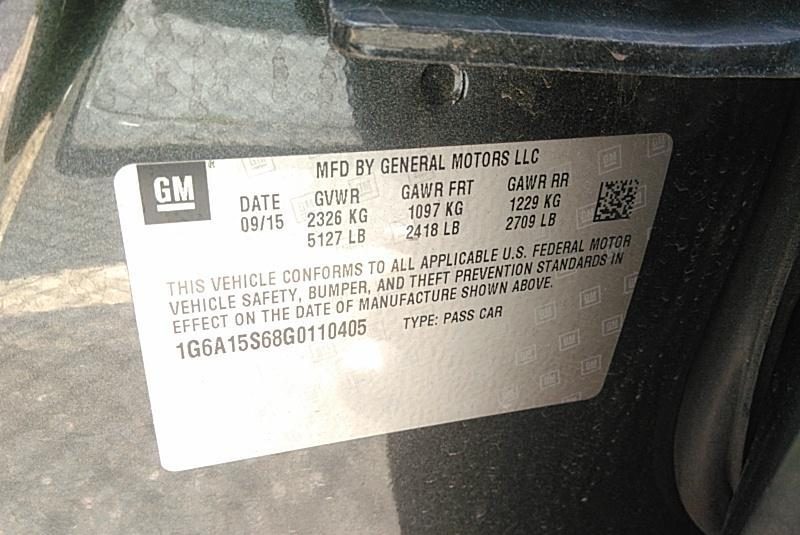 GM ®
MFD BY GENERAL MOTORS LLC
DATE GVWR GAWR FRT GAWR RR
09/15 2326 KG 1097 KG 1229 KG
5127 LB 2418 LB 2709 LB
THIS VEHICLE CONFORMS TO ALL APPLICABLE U.S. FEDERAL MOTOR
VEHICLE SAFETY, BUMPER, AND THEFT PREVENTION STANDARDS IN
EFFECT ON THE DATE OF MANUFACTURE SHOWN ABOVE.
1G6A15S68G0110405 TYPE: PASS CAR